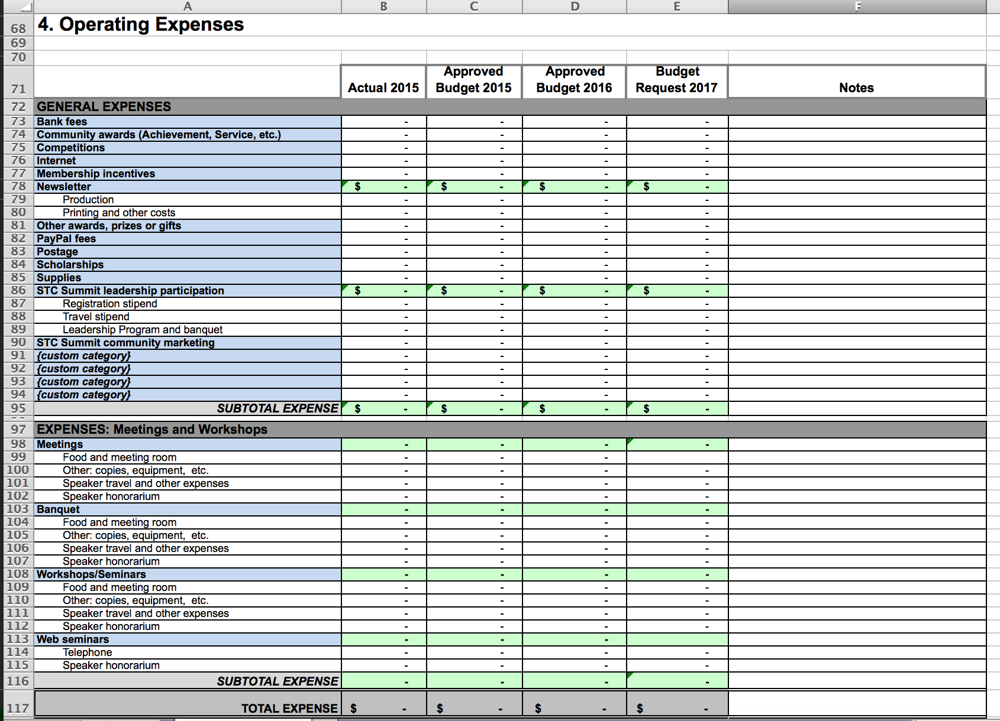 A B C D E F
68 4. Operating Expenses
69
70
71 Actual 2015 Approved Budget 2015 Approved Budget 2016 Budget Request 2017 Notes
72 GENERAL EXPENSES
73 Bank fees - - - -
74 Community awards (Achievement, Service, etc.) - - - -
75 Competitions - - - -
76 Internet - - - -
77 Membership incentives - - - -
78 Newsletter $ - $ - $ - $ -
79 Production - - - -
80 Printing and other costs - - - -
81 Other awards, prizes or gifts - - - -
82 PayPal fees - - - -
83 Postage - - - -
84 Scholarships - - - -
85 Supplies - - - -
86 STC Summit leadership participation $ - $ - $ - $ -
87 Registration stipend - - - -
88 Travel stipend - - - -
89 Leadership Program and banquet - - - -
90 STC Summit community marketing - - - -
91 {custom category} - - - -
92 {custom category} - - - -
93 {custom category} - - - -
94 {custom category} - - - -
95 SUBTOTAL EXPENSE $ - $ - $ - $ -
97 EXPENSES: Meetings and Workshops
98 Meetings - - - -
99 Food and meeting room - - -
100 Other: copies, equipment, etc. - - - -
101 Speaker travel and other expenses - - - -
102 Speaker honorarium - - - -
103 Banquet - - - -
104 Food and meeting room - - - -
105 Other: copies, equipment, etc. - - - -
106 Speaker travel and other expenses - - - -
107 Speaker honorarium - - - -
108 Workshops/Seminars - - - -
109 Food and meeting room - - - -
110 Other: copies, equipment, etc. - - - -
111 Speaker travel and other expenses - - - -
112 Speaker honorarium - - - -
113 Web seminars - - -
114 Telephone - - - -
115 Speaker honorarium - - - -
116 SUBTOTAL EXPENSE - - - -
117 TOTAL EXPENSE $ - $ - $ - $ -